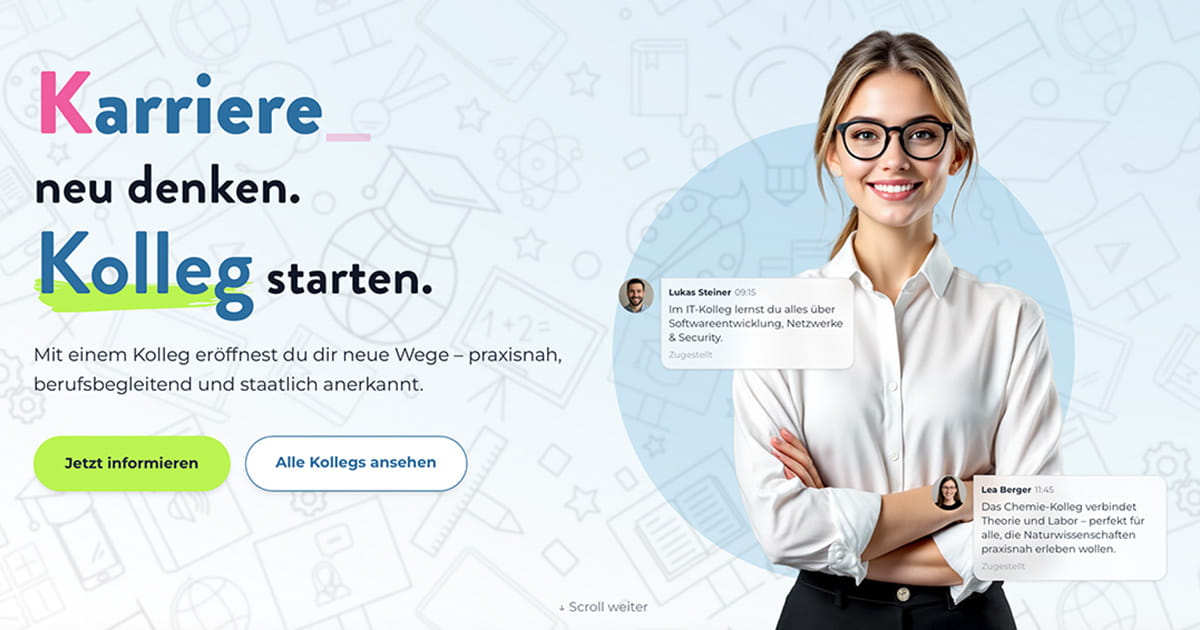 Karriere_
neu denken.
Kolleg starten.
Mit einem Kolleg eröffnest du dir neue Wege – praxisnah,
berufsbegleitend und staatlich anerkannt.
Jetzt informieren
Alle Kollegs ansehen
Lukas Steiner 09:15
Im IT-Kolleg lernst du alles über
Softwareentwicklung, Netzwerke
& Security.
Zugestellt
Lea Berger 11:45
Das Chemie-Kolleg verbindet
Theorie und Labor – perfekt für
alle, die Naturwissenschaften
praxisnah erleben wollen.
Zugestellt
↓ Scroll weiter
1+2=